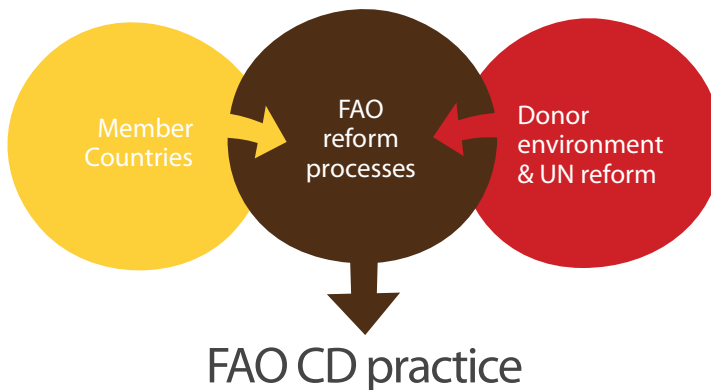 Member
Countries
FAO
reform
processes
Donor
environment
& UN reform
FAO CD practice